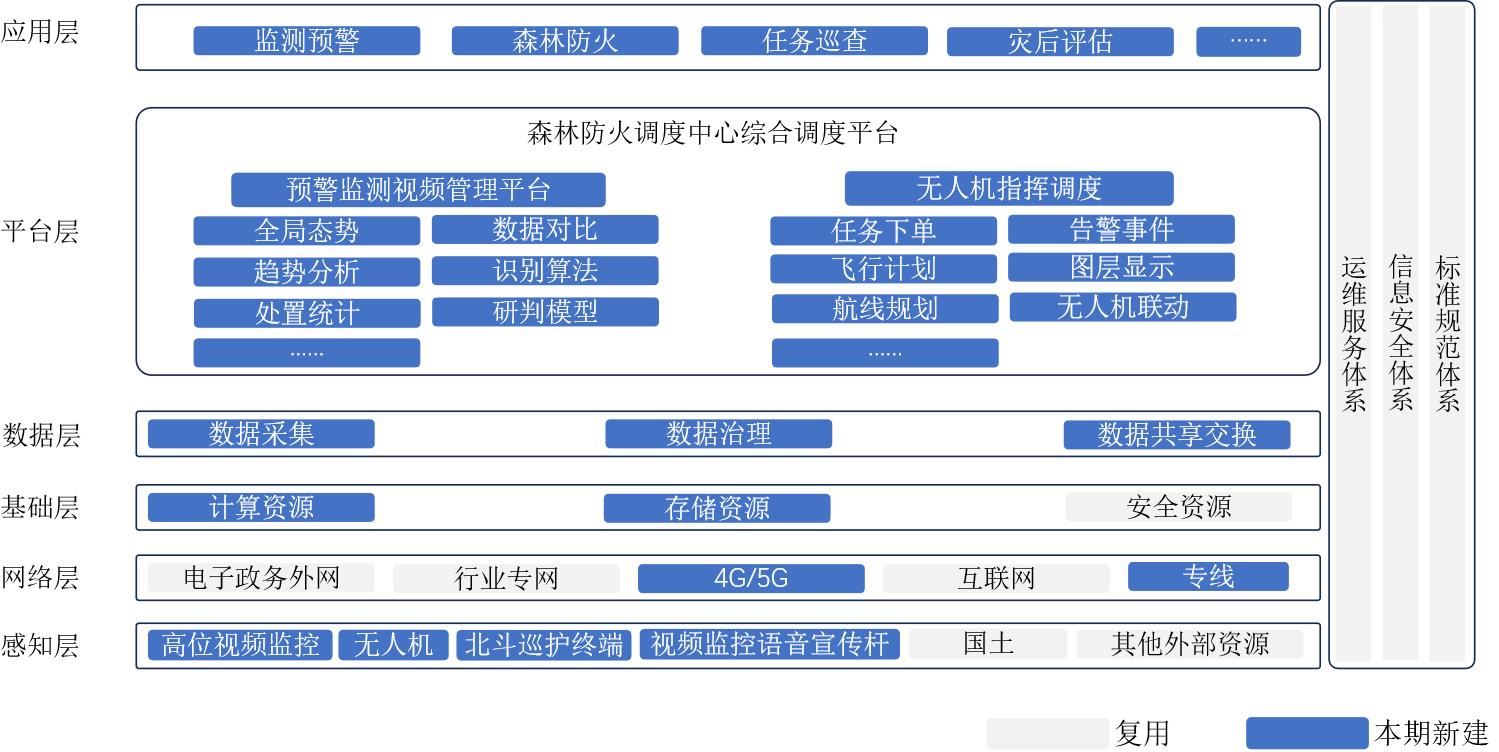 应用层
监测预警
森林防火
任务巡查
灾后评估
······
平台层
森林防火调度中心综合调度平台
预警监测视频管理平台
全局态势
数据对比
趋势分析
识别算法
处置统计
研判模型
······
无人机指挥调度
任务下单
告警事件
飞行计划
图层显示
航线规划
无人机联动
······
数据层
数据采集
数据治理
数据共享交换
基础层
计算资源
存储资源
安全资源
网络层
电子政务外网
行业专网
4G/5G
互联网
专线
感知层
高位视频监控
无人机
北斗巡护终端
视频监控语音宣传杆
国土
其他外部资源
运维服务体系
信息安全体系
标准规范体系
复用
本期新建